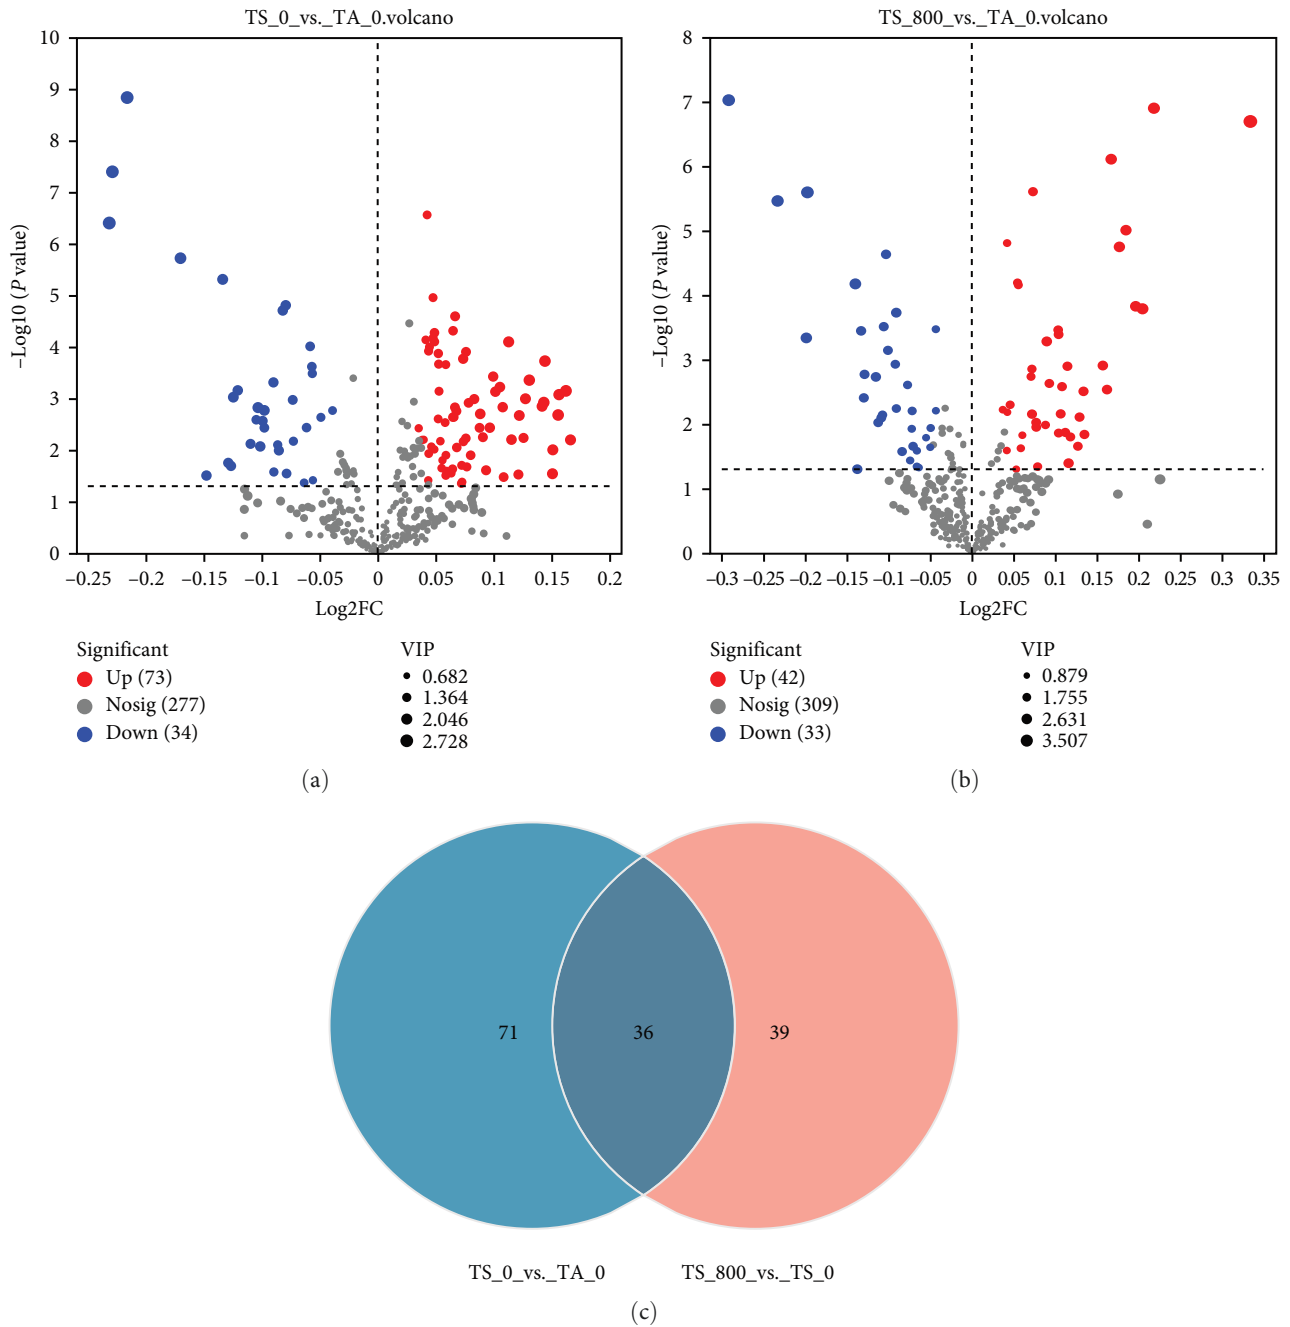 TS_0_vs._TA_0.volcano
10
9
8
7
6
5
4
3
2
1
0
−Log10 (P value)
−0.25 −0.2 −0.15 −0.1 −0.05 0 0.05 0.1 0.15 0.2
Log2FC
Significant
Up (73)
Nosig (277)
Down (34)
VIP
0.682
1.364
2.046
2.728
(a)
TS_800_vs._TA_0.volcano
8
7
6
5
4
3
2
1
0
−Log10 (P value)
−0.3 −0.25 −0.2 −0.15 −0.1 −0.05 0 0.05 0.1 0.15 0.2 0.25 0.3 0.35
Log2FC
Significant
Up (42)
Nosig (309)
Down (33)
VIP
0.879
1.755
2.631
3.507
(b)
71 36 39
TS_0_vs._TA_0 TS_800_vs._TS_0
(c)